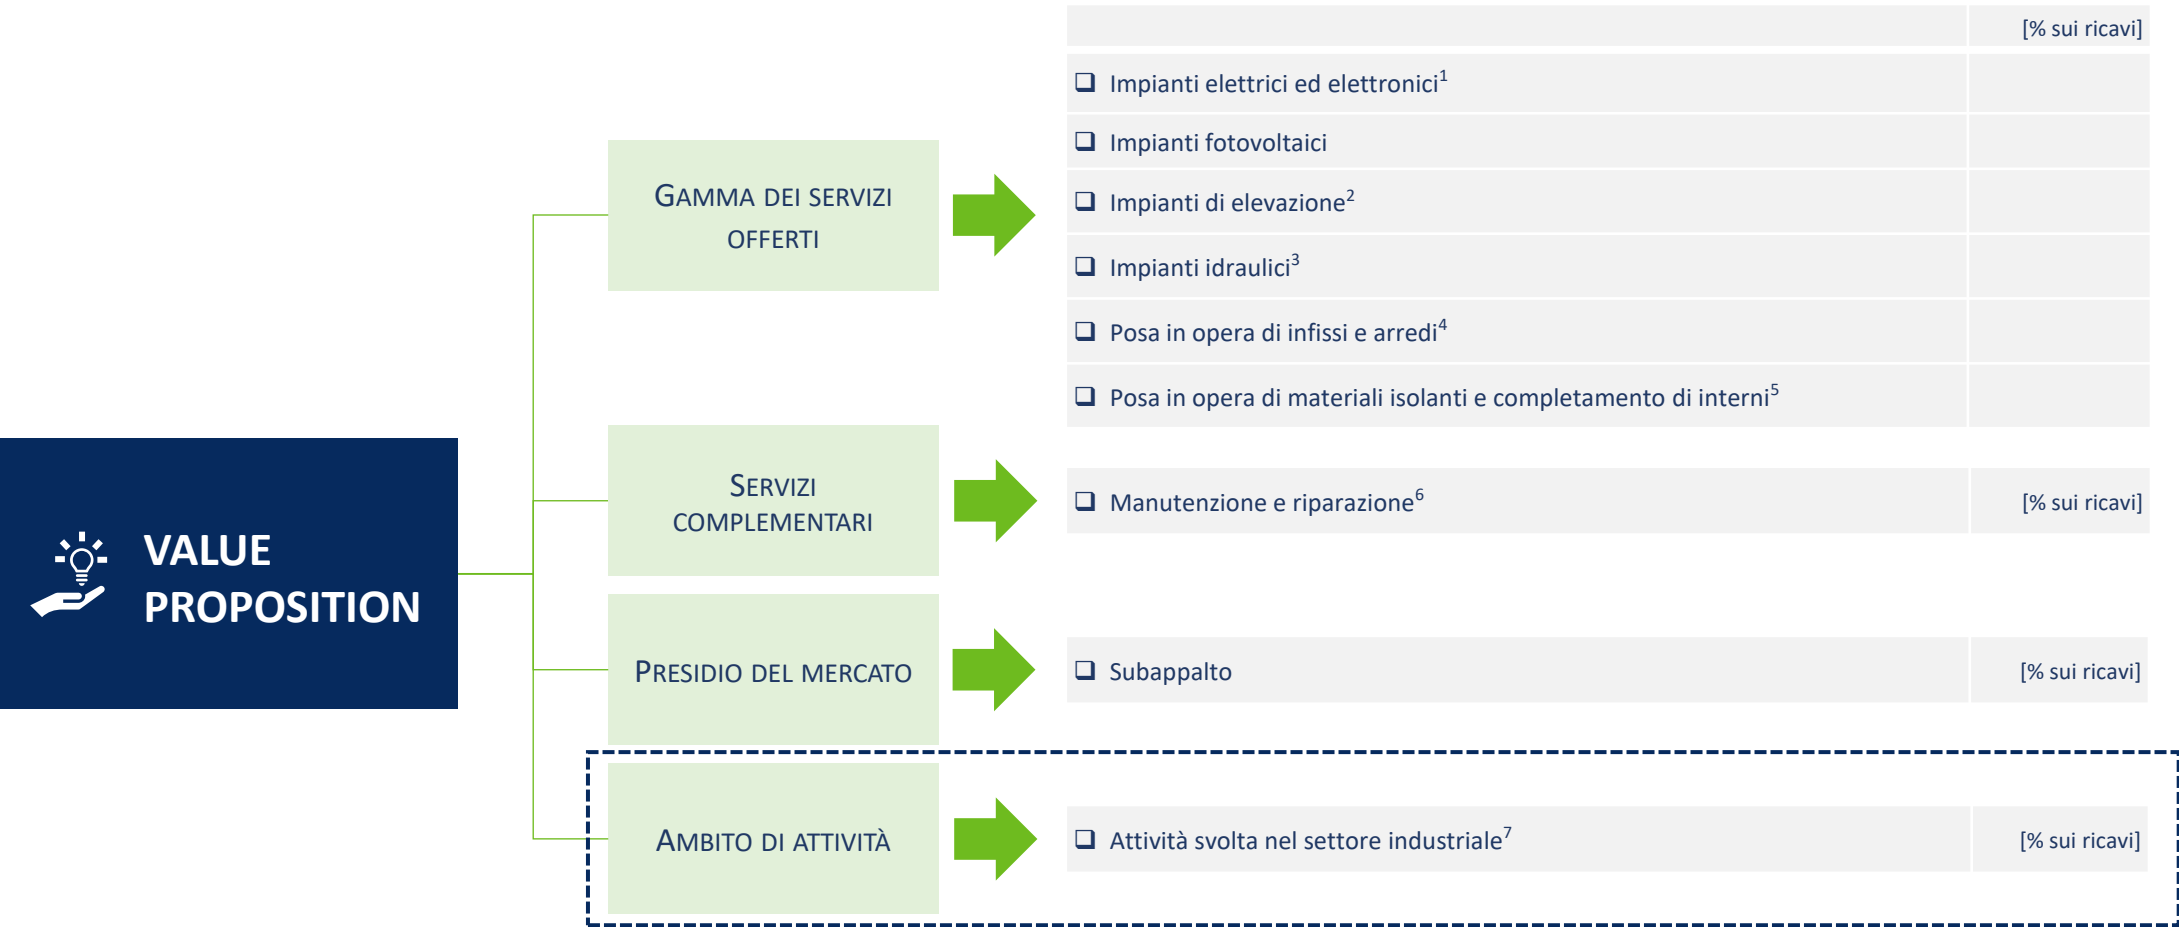 [% sui ricavi]
❑ Impianti elettrici ed elettronici¹
❑ Impianti fotovoltaici
❑ Impianti di elevazione²
❑ Impianti idraulici³
❑ Posa in opera di infissi e arredi⁴
❑ Posa in opera di materiali isolanti e completamento di interni⁵
GAMMA DEI SERVIZI
OFFERTI
SERVIZI
COMPLEMENTARI
❑ Manutenzione e riparazione⁶ [% sui ricavi]
VALUE
PROPOSITION
PRESIDIO DEL MERCATO
❑ Subappalto [% sui ricavi]
AMBITO DI ATTIVITÀ
❑ Attività svolta nel settore industriale⁷ [% sui ricavi]